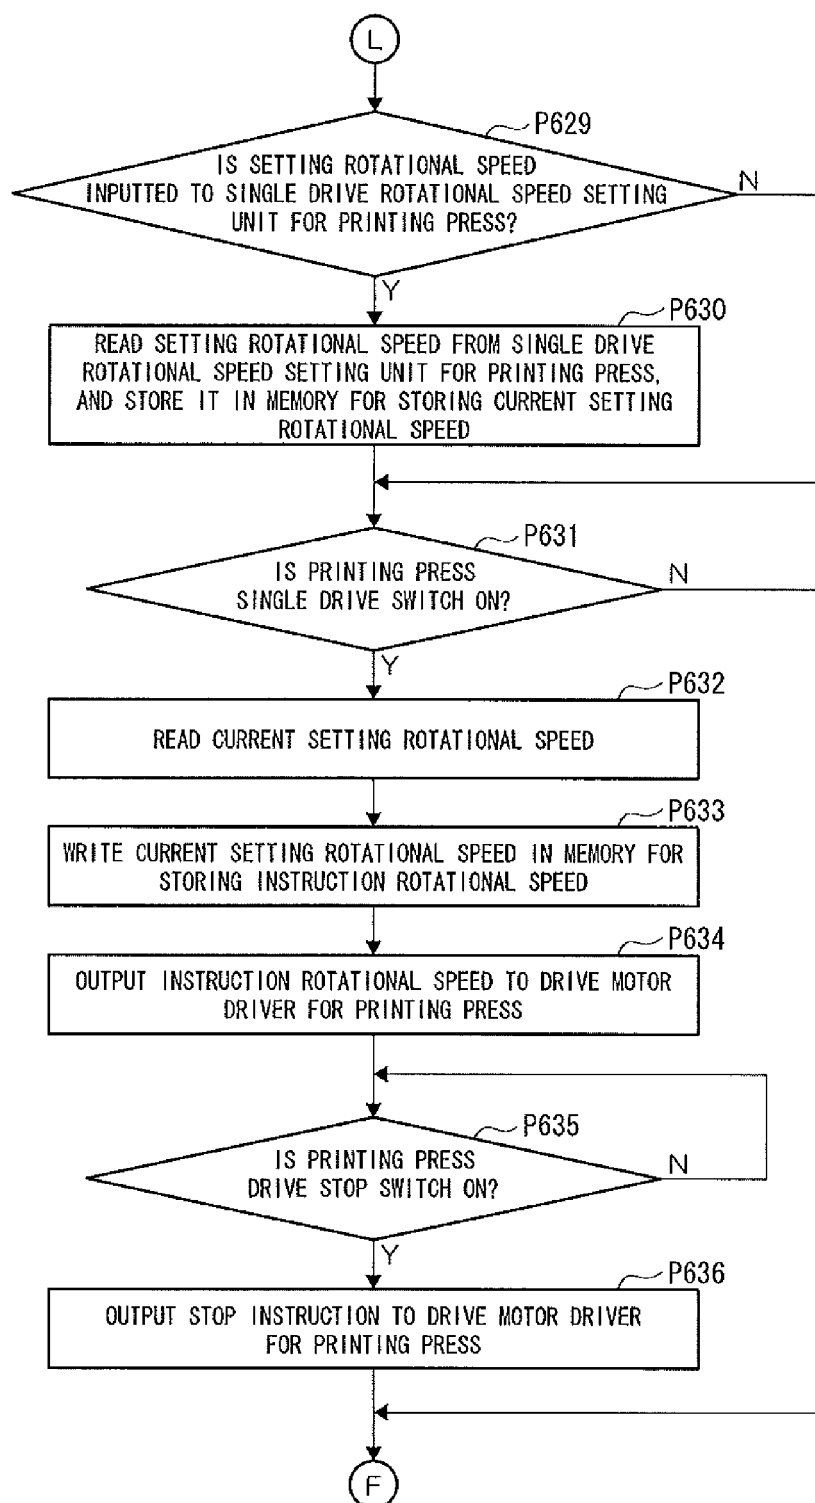 L
P629
IS SETTING ROTATIONAL SPEED
INPUTTED TO SINGLE DRIVE ROTATIONAL SPEED SETTING
UNIT FOR PRINTING PRESS?
N
Y
P630
READ SETTING ROTATIONAL SPEED FROM SINGLE DRIVE
ROTATIONAL SPEED SETTING UNIT FOR PRINTING PRESS,
AND STORE IT IN MEMORY FOR STORING CURRENT SETTING
ROTATIONAL SPEED
P631
IS PRINTING PRESS
SINGLE DRIVE SWITCH ON?
N
Y
P632
READ CURRENT SETTING ROTATIONAL SPEED
P633
WRITE CURRENT SETTING ROTATIONAL SPEED IN MEMORY FOR
STORING INSTRUCTION ROTATIONAL SPEED
P634
OUTPUT INSTRUCTION ROTATIONAL SPEED TO DRIVE MOTOR
DRIVER FOR PRINTING PRESS
P635
IS PRINTING PRESS
DRIVE STOP SWITCH ON?
N
Y
P636
OUTPUT STOP INSTRUCTION TO DRIVE MOTOR DRIVER
FOR PRINTING PRESS
F